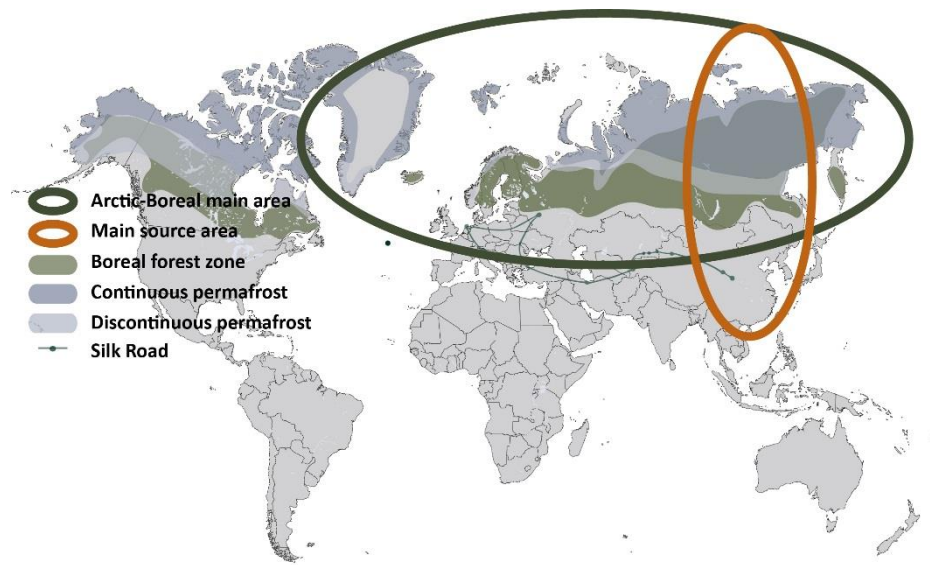 Arctic-Boreal main area
Main source area
Boreal forest zone
Continuous permafrost
Discontinuous permafrost
Silk Road